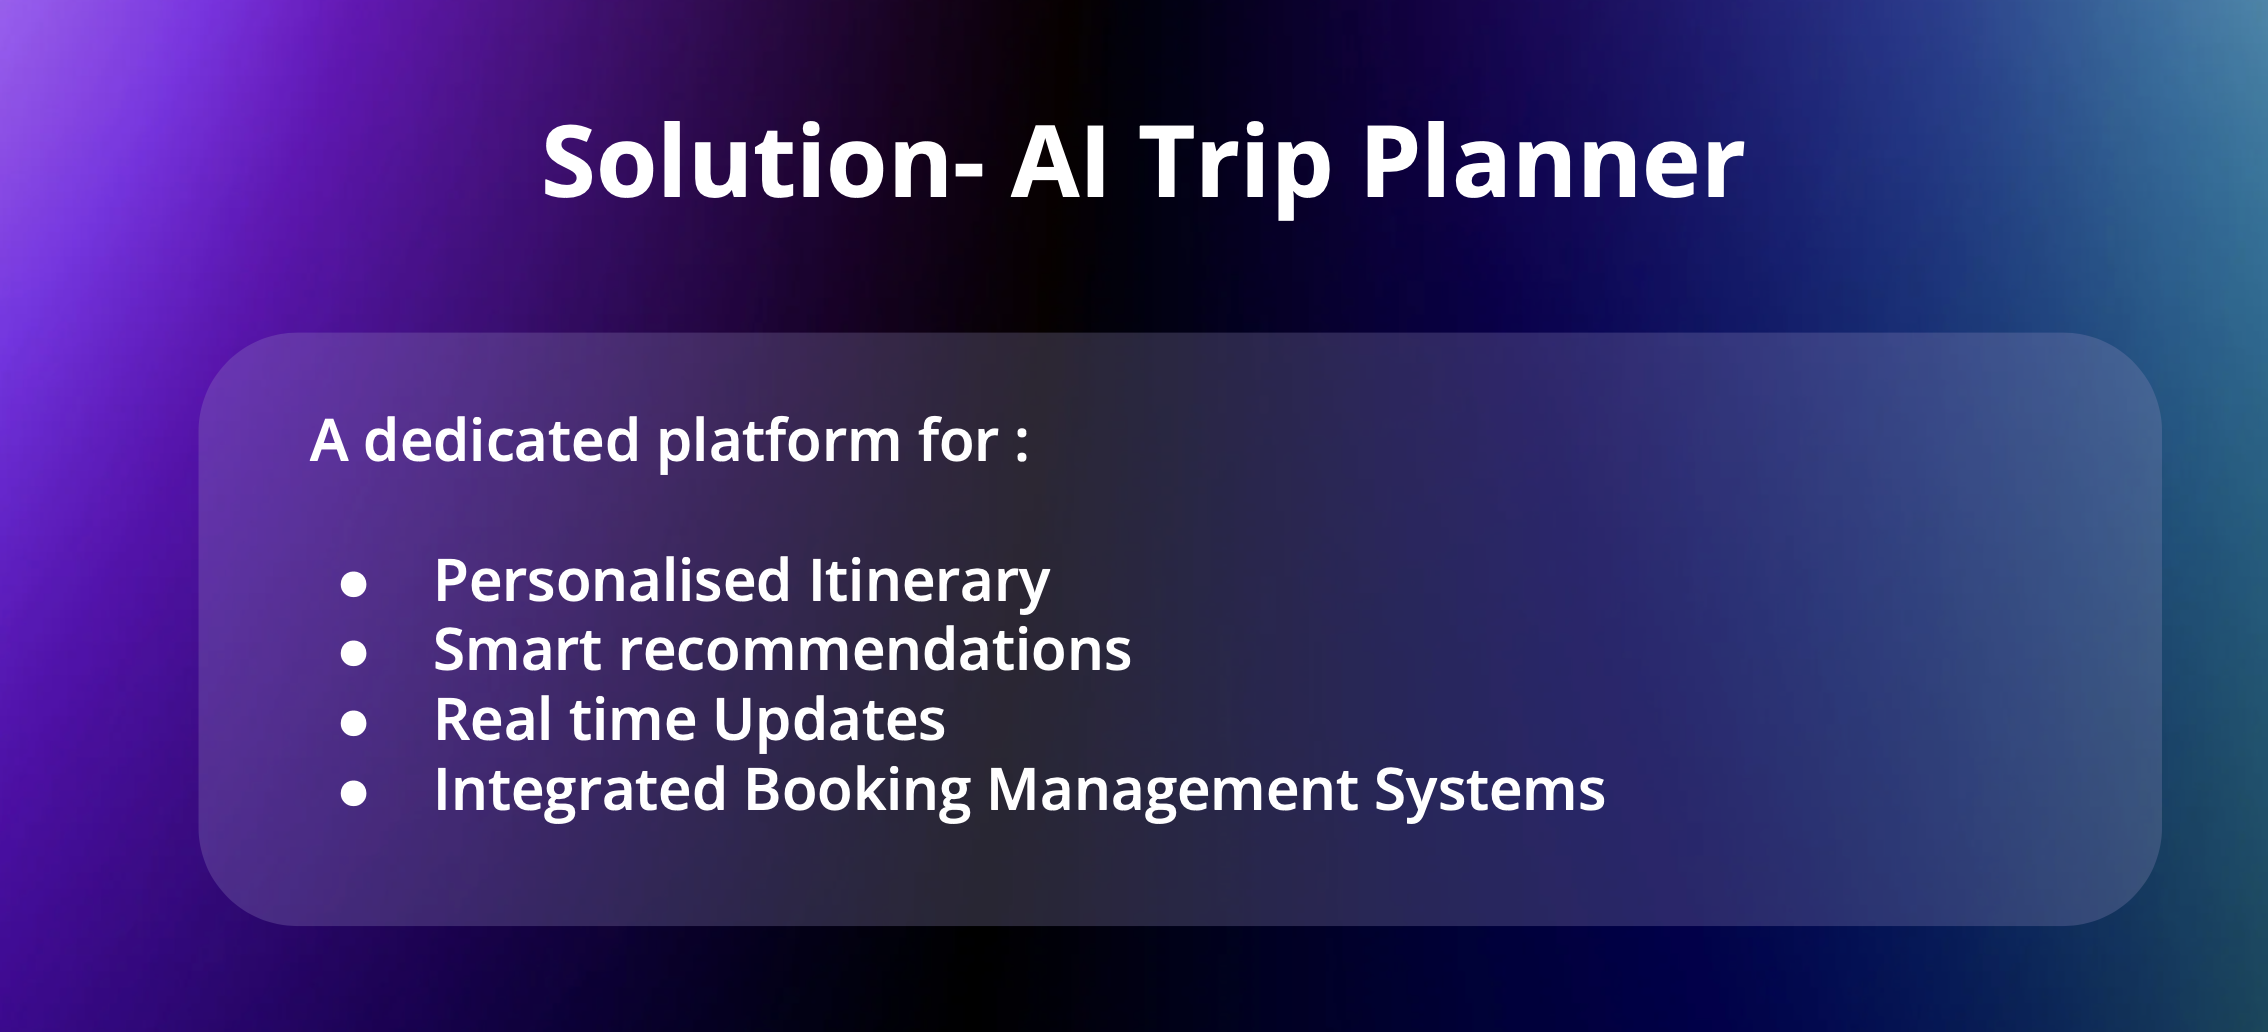 Solution- AI Trip Planner
A dedicated platform for :
● Personalised Itinerary
● Smart recommendations
● Real time Updates
● Integrated Booking Management Systems